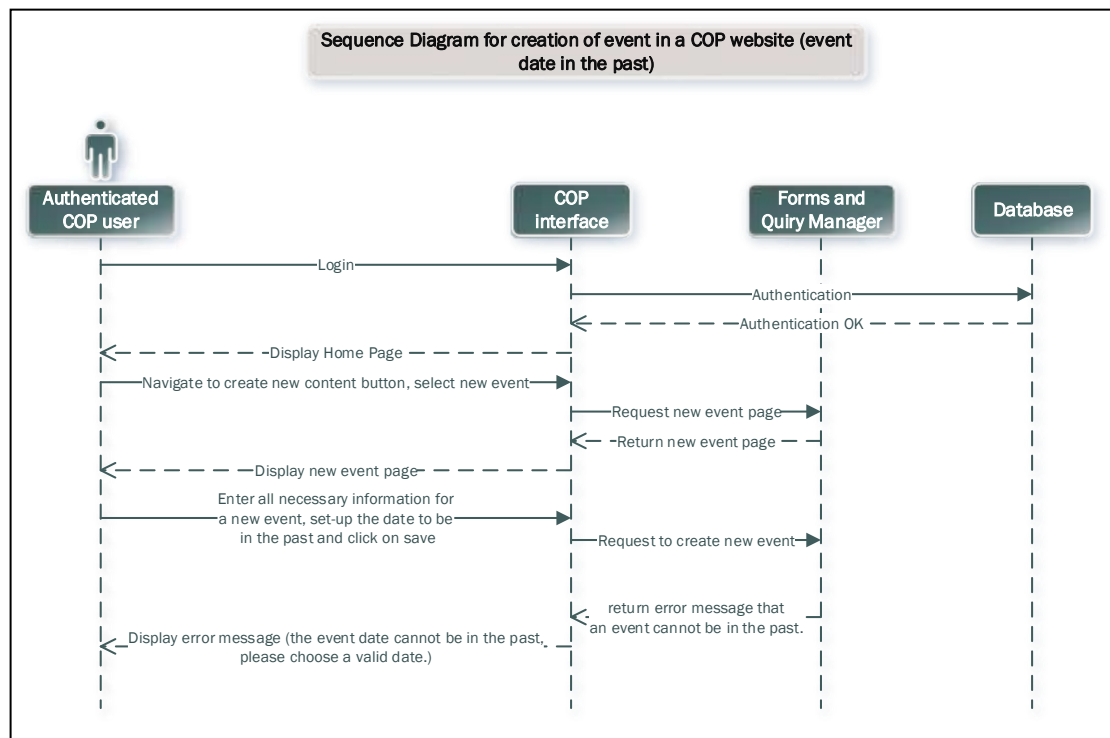 Sequence Diagram for creation of event in a COP website (event
date in the past)
Authenticated
COP user
COP
interface
Forms and
Quiry Manager
Database
Login
Authentication
Authentication OK
Display Home Page
Navigate to create new content button, select new event
Request new event page
Return new event page
Display new event page
Enter all necessary information for
a new event, set-up the date to be
in the past and click on save
Request to create new event
return error message that
an event cannot be in the past.
Display error message (the event date cannot be in the past,
please choose a valid date.)